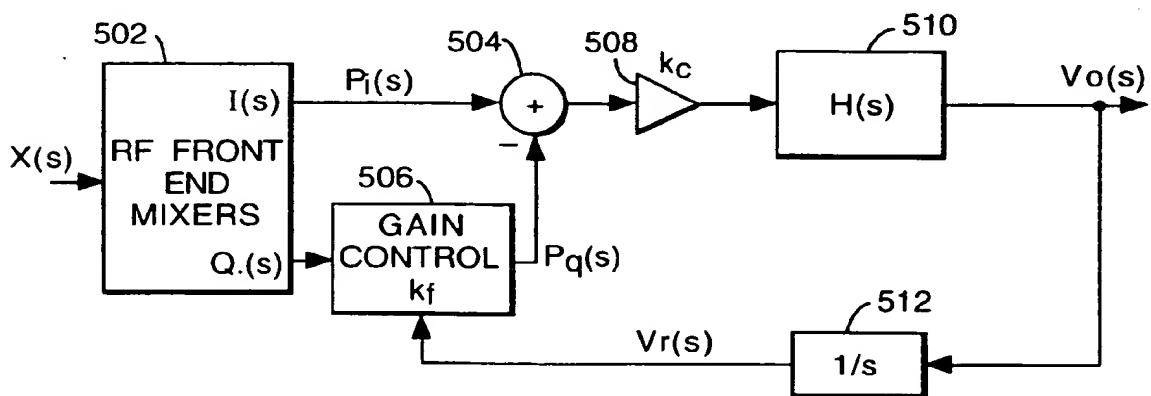 502
I(s)
RF FRONT
END
MIXERS
Q.(s)
X(s)
Pi(s)
504
+
−
506
GAIN
CONTROL
kf
Pq(s)
508
kc
510
H(s)
Vo(s)
512
1/s
Vr(s)